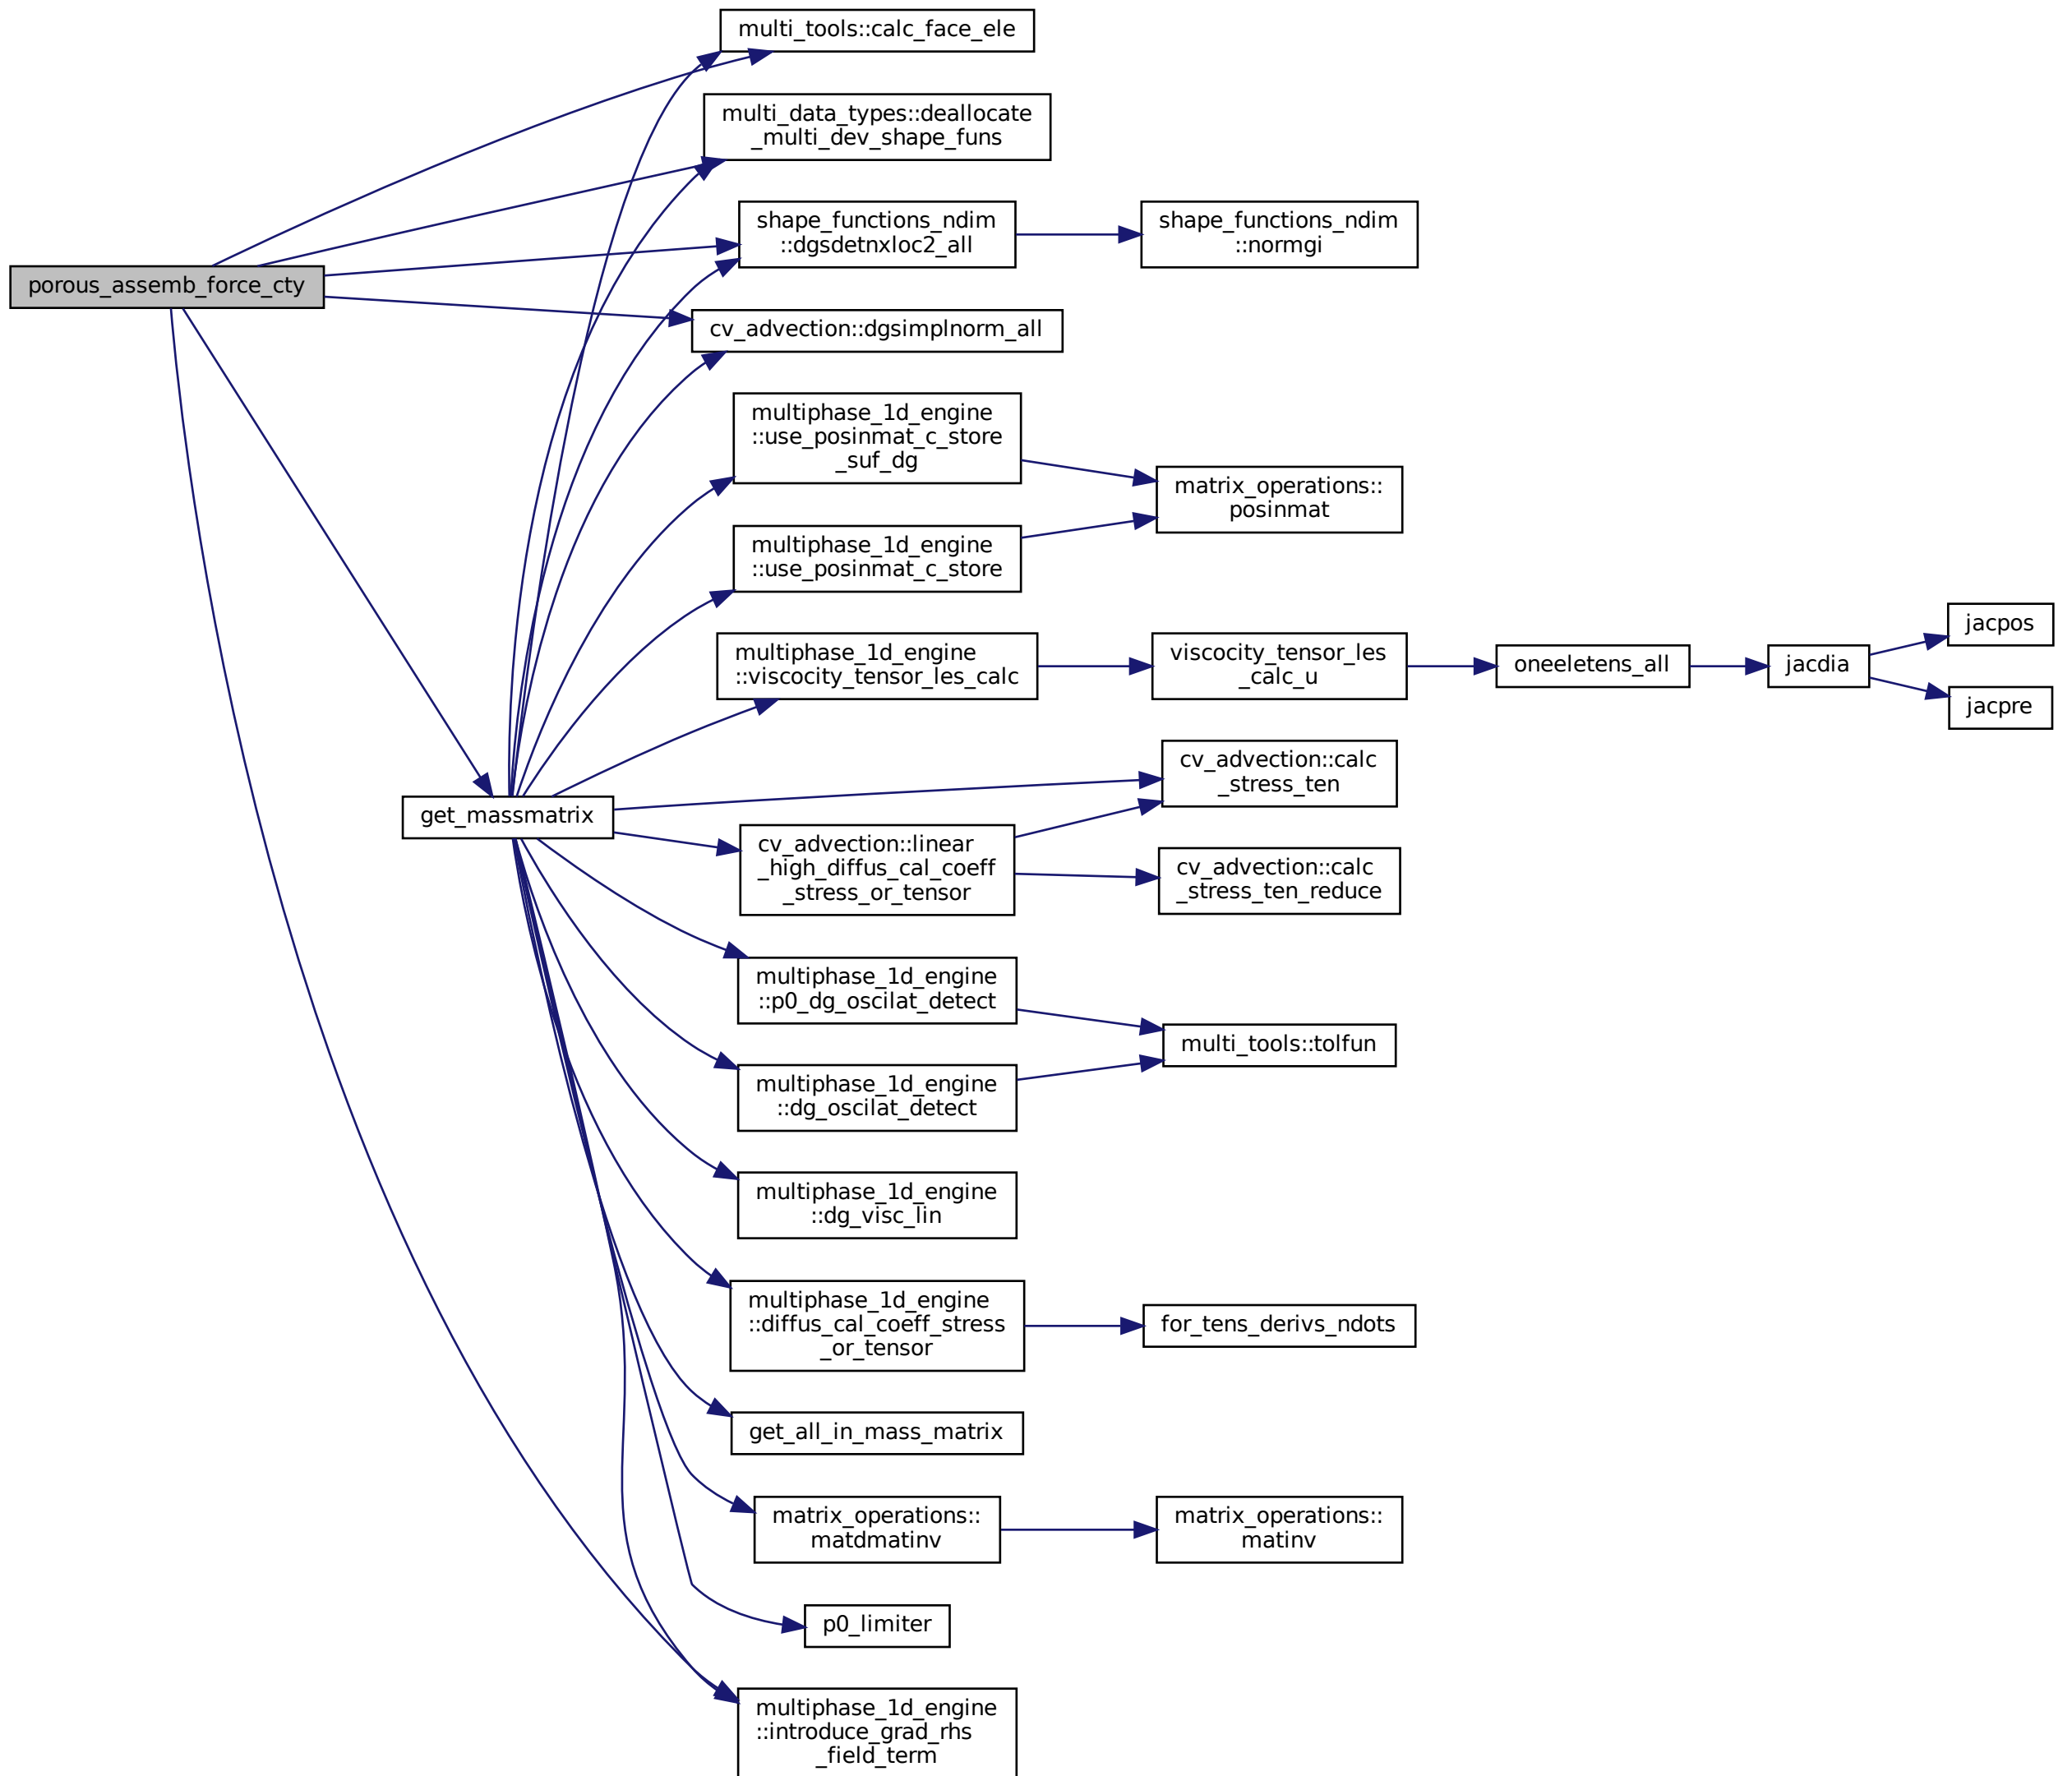 multi_tools::calc_face_ele
multi_data_types::deallocate
_multi_dev_shape_funs
shape_functions_ndim
::dgsdetnxloc2_all
shape_functions_ndim
::normgi
porous_assemb_force_cty
cv_advection::dgsimplnorm_all
multiphase_1d_engine
::use_posinmat_c_store
_suf_dg
matrix_operations::
posinmat
multiphase_1d_engine
::use_posinmat_c_store
multiphase_1d_engine
::viscocity_tensor_les_calc
viscocity_tensor_les
_calc_u
oneeletens_all
jacdia
jacpos
jacpre
cv_advection::calc
_stress_ten
get_massmatrix
cv_advection::linear
_high_diffus_cal_coeff
_stress_or_tensor
cv_advection::calc
_stress_ten_reduce
multiphase_1d_engine
::p0_dg_oscilat_detect
multi_tools::tolfun
multiphase_1d_engine
::dg_oscilat_detect
multiphase_1d_engine
::dg_visc_lin
multiphase_1d_engine
::diffus_cal_coeff_stress
_or_tensor
for_tens_derivs_ndots
get_all_in_mass_matrix
matrix_operations::
matdmatinv
matrix_operations::
matinv
p0_limiter
multiphase_1d_engine
::introduce_grad_rhs
_field_term